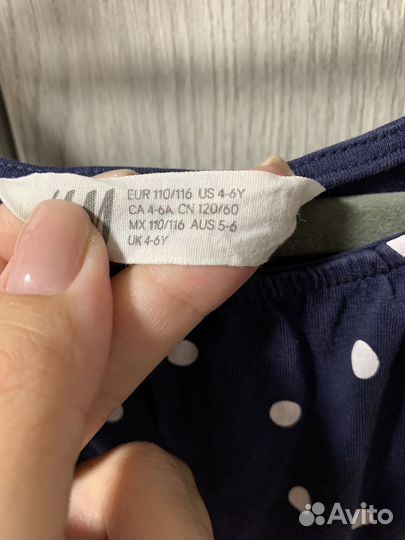 H&M
EUR 110/116 US 4-6Y
CA 4-6A CN 120/60
MX 110/116 AUS 5-6
UK 4-6Y
Avito